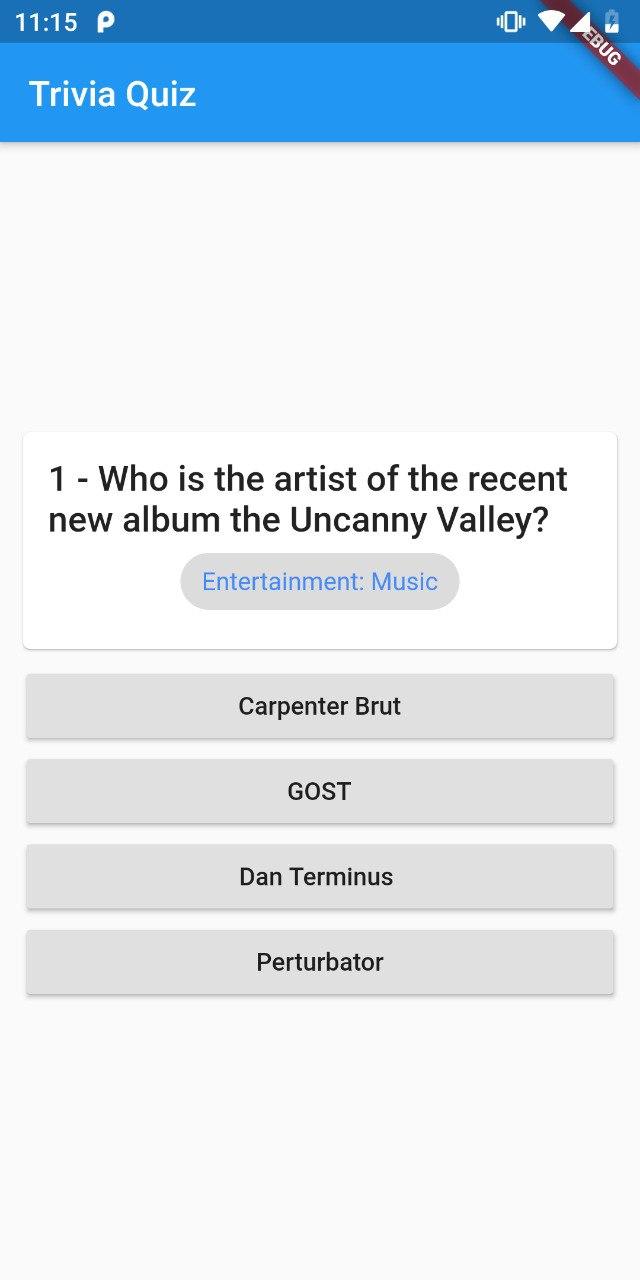 11:15
EBUG
Trivia Quiz
1 - Who is the artist of the recent
new album the Uncanny Valley?
Entertainment: Music
Carpenter Brut
GOST
Dan Terminus
Perturbator